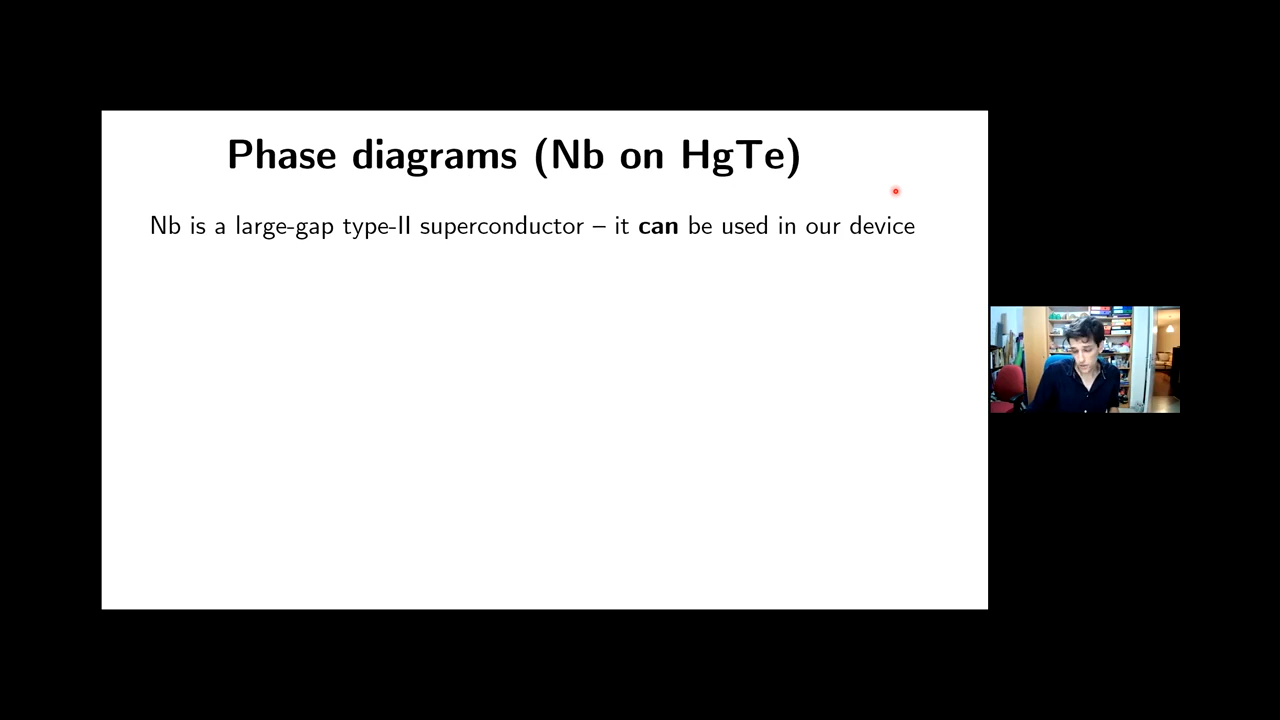 Phase diagrams (Nb on HgTe)
Nb is a large-gap type-II superconductor – it can be used in our device